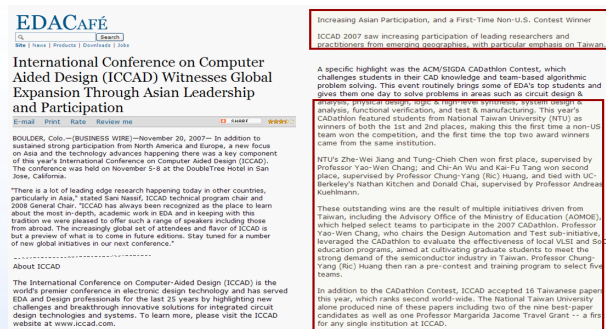 EDACafé
Search
Site | News | Products | Downloads | Jobs
International Conference on Computer
Aided Design (ICCAD) Witnesses Global
Expansion Through Asian Leadership
and Participation
E-mail Print Rate Review me
SHARE
BOULDER, Colo.—(BUSINESS WIRE)—November 20, 2007— In addition to
sustained strong participation from North America and Europe, a new focus
on Asia and the technology advances happening there was a key component
of this year's International Conference on Computer Aided Design (ICCAD).
The conference was held on November 5-8 at the DoubleTree Hotel in San
Jose, California.
"There is a lot of leading edge research happening today in other countries,
particularly in Asia," stated Sani Nassif, ICCAD technical program chair and
2008 General Chair. "ICCAD has always been recognized as the place to learn
about the most in-depth, academic work in EDA and in keeping with this
tradition we were pleased to offer such a range of speakers including those
from abroad. The increasingly global set of attendees and flavor of ICCAD is
but a preview of what is to come in future editions. Stay tuned for a number
of new global initiatives in our next conference."
About ICCAD
The International Conference on Computer-Aided Design (ICCAD) is the
world's premier conference in electronic design technology and has served
EDA and Design professionals for the last 25 years by highlighting new
challenges and breakthrough innovative solutions for integrated circuit
design technologies and systems. To learn more, please visit the ICCAD
website at www.iccad.com.
Increasing Asian Participation, and a First-Time Non-U.S. Contest Winner
ICCAD 2007 saw increasing participation of leading researchers and
practitioners from emerging geographies, with particular emphasis on Taiwan.
A specific highlight was the ACM/SIGDA CADathlon Contest, which
challenges students in their CAD knowledge and team-based algorithmic
problem solving. This event routinely brings some of EDA's top students and
gives them one day to solve problems in areas such as circuit design &
analysis, physical design, logic & high-level synthesis, system design &
analysis, functional verification, and test & manufacturing. This year's
CADathlon featured students from National Taiwan University (NTU) as
winners of both the 1st and 2nd places, making this the first time a non-US
team won the competition, and the first time the top two award winners
came from the same institution.
NTU's Zhe-Wei Jiang and Tung-Chieh Chen won first place, supervised by
Professor Yao-Wen Chang; and Chi-An Wu and Kai-Fu Tang won second
place, supervised by Professor Chung-Yang (Ric) Huang, and tied with UC-
Berkeley's Nathan Kitchen and Donald Chai, supervised by Professor Andreas
Kuehlmann.
These outstanding wins are the result of multiple initiatives driven from
Taiwan, including the Advisory Office of the Ministry of Education (AOMOE),
which helped select teams to participate in the 2007 CADathlon. Professor
Yao-Wen Chang, who chairs the Design Automation and Test sub-initiative,
leveraged the CADathlon to evaluate the effectiveness of local VLSI and SoC
education programs, aimed at cultivating graduate students to meet the
strong demand of the semiconductor industry in Taiwan. Professor Chung-
Yang (Ric) Huang then ran a pre-contest and training program to select five
teams.
In addition to the CADathlon Contest, ICCAD accepted 16 Taiwanese papers
this year, which ranks second world-wide. The National Taiwan University
alone produced nine of these papers including two of the nine best-paper
candidates as well as one Professor Margarida Jacome Travel Grant -- a first
for any single institution at ICCAD.